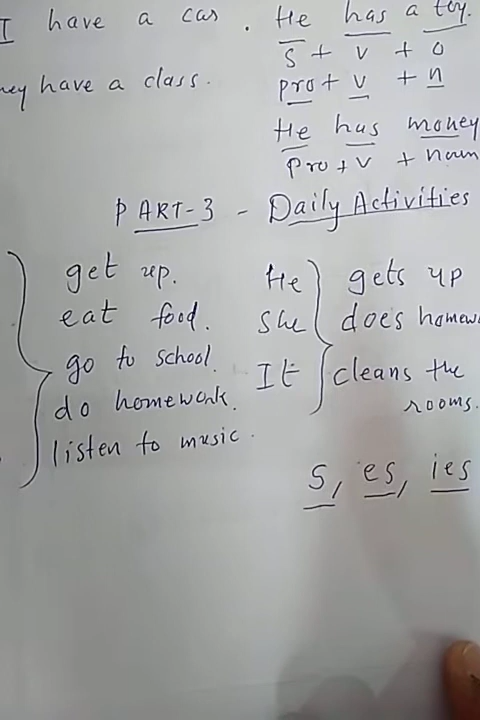 I have a car. He has a toy.
S + V + O
hey have a class. pro + v + n
He has money
pro + v + noun
PART-3 - Daily Activities
get up. He gets up
eat food. She does homew
go to school. It cleans the
do homework. rooms.
listen to music.
s, es, ies